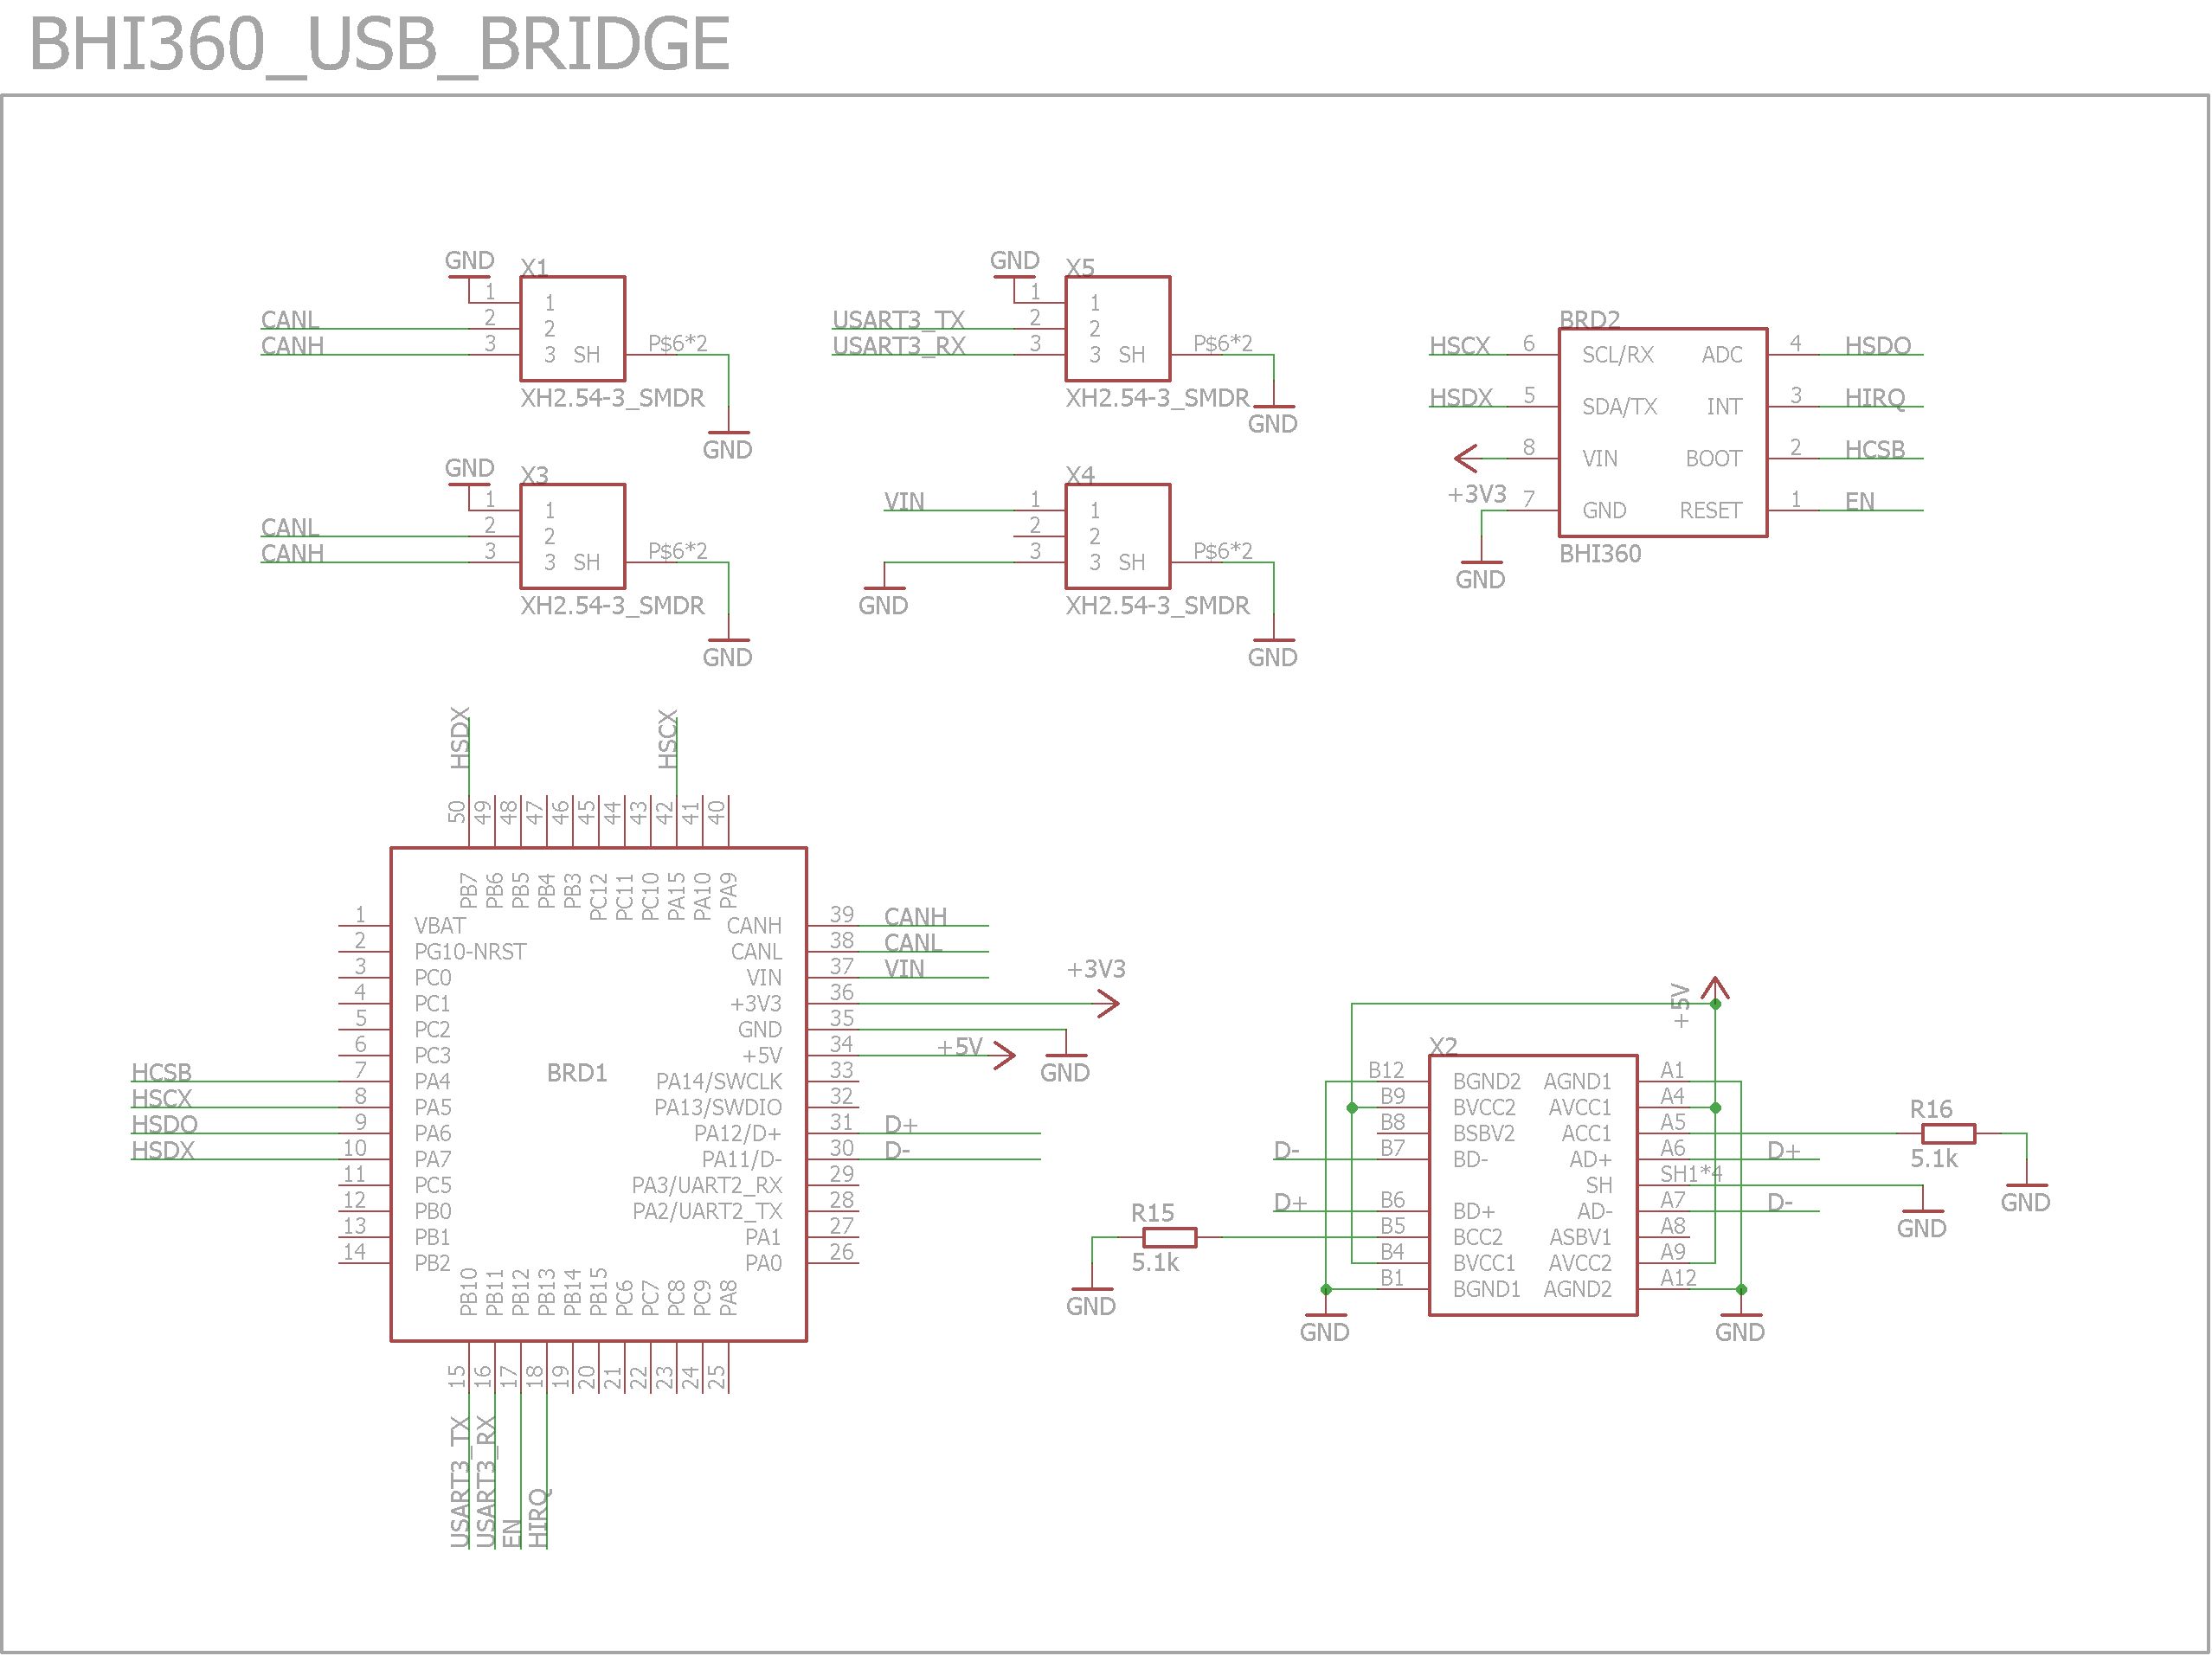 BHI360_USB_BRIDGE
GND
X1
1
2
3
1
2
3 SH
CANL
CANH
P$6*2
XH2.54-3_SMDR
GND
GND
X5
1
2
3
1
2
3 SH
USART3_TX
USART3_RX
P$6*2
XH2.54-3_SMDR
GND
BRD2
HSCX 6 SCL/RX ADC 4 HSDO
HSDX 5 SDA/TX INT 3 HIRQ
8 VIN BOOT 2 HCSB
+3V3 7 GND RESET 1 EN
GND
BHI360
GND
X3
1
2
3
1
2
3 SH
CANL
CANH
P$6*2
XH2.54-3_SMDR
GND
X4
VIN
1
2
3
1
2
3 SH
P$6*2
GND
XH2.54-3_SMDR
GND
HSDX
HSCX
50
49
48
47
46
45
44
43
42
41
40
PB7
PB6
PB5
PB4
PB3
PC12
PC11
PC10
PA15
PA10
PA9
1 VBAT
2 PG10-NRST
3 PC0
4 PC1
5 PC2
6 PC3
HCSB 7 PA4
HSCX 8 PA5
HSDO 9 PA6
HSDX 10 PA7
11 PC5
12 PB0
13 PB1
14 PB2
BRD1
CANH 39 CANH
CANL 38 CANL
VIN 37 VIN
+3V3 36 +3V3
GND 35 GND
+5V 34 +5V
PA14/SWCLK 33
PA13/SWDIO 32
PA12/D+ 31 D+
PA11/D- 30 D-
PA3/UART2_RX 29
PA2/UART2_TX 28
PA1 27
PA0 26
PB10
PB11
PB12
PB13
PB14
PB15
PC6
PC7
PC8
PC9
PA8
15
16
17
18
19
20
21
22
23
24
25
USART3_TX
USART3_RX
EN
HIRQ
+5V
X2
B12 BGND2 AGND1 A1
B9 BVCC2 AVCC1 A4
B8 BSBV2 ACC1 A5
D- B7 BD- AD+ A6 D+
SH SH1*4
D+ B6 BD+ AD- A7 D-
B5 BCC2 ASBV1 A8
B4 BVCC1 AVCC2 A9
B1 BGND1 AGND2 A12
R16
5.1k
GND
GND
R15
5.1k
GND
GND
GND